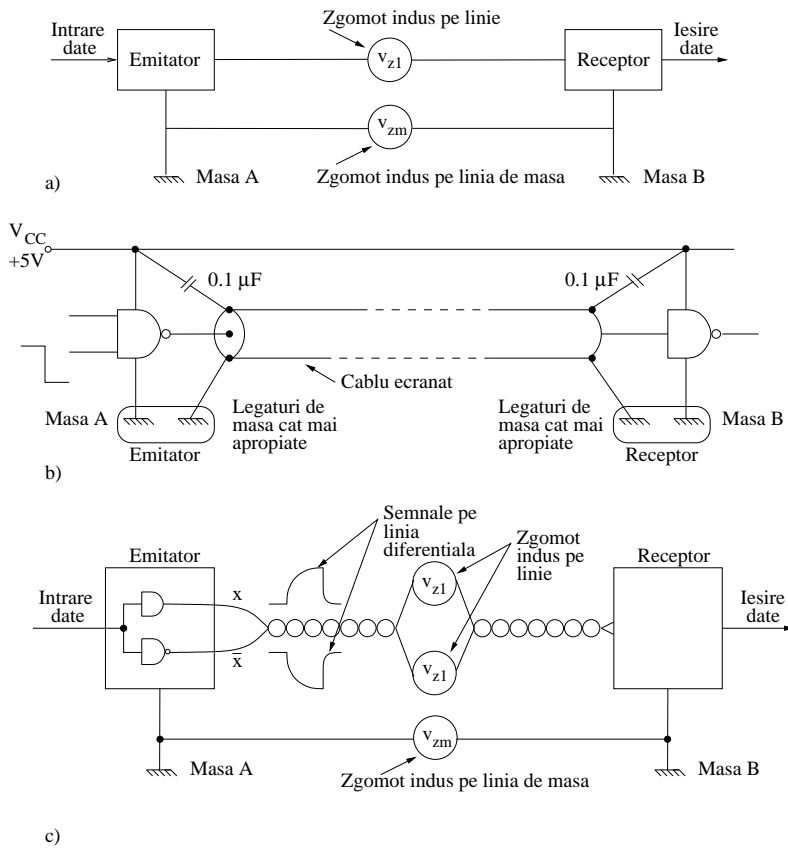 Zgomot indus pe linie
Intrare
date
Iesire
date
Emitator
v_z1
Receptor
v_zm
Masa A
Zgomot indus pe linia de masa
Masa B
a)
V_CC
+5V
0.1 µF
0.1 µF
Cablu ecranat
Masa A
Legaturi de
masa cat mai
apropiate
Legaturi de
masa cat mai
apropiate
Masa B
Emitator
Receptor
b)
Semnale pe
linia
diferentiala
Zgomot
indus pe
linie
Emitator
Receptor
v_z1
Intrare
date
x
Iesire
date
x̅
v_z1
v_zm
Masa A
Zgomot indus pe linia de masa
Masa B
c)